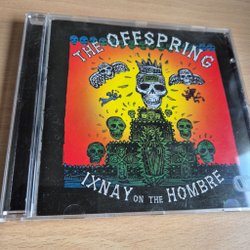 THE OFFSPRING
IXNAY ON THE HOMBRE